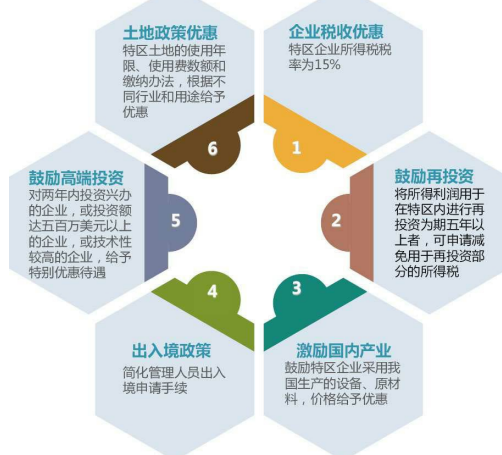 企业税收优惠
特区企业所得税税
率为15%
1
鼓励再投资
将所得利润用于
在特区内进行再
投资为期五年以
上者，可申请减
免用于再投资部
分的所得税
2
激励国内产业
鼓励特区企业采用我
国生产的设备、原材
料，价格给予优惠
3
出入境政策
简化管理人员出入
境申请手续
4
鼓励高端投资
对两年内投资兴办
的企业，或投资额
达五百万美元以上
的企业，或技术性
较高的企业，给予
特别优惠待遇
5
土地政策优惠
特区土地的使用年
限、使用费数额和
缴纳办法，根据不
同行业和用途给予
优惠
6